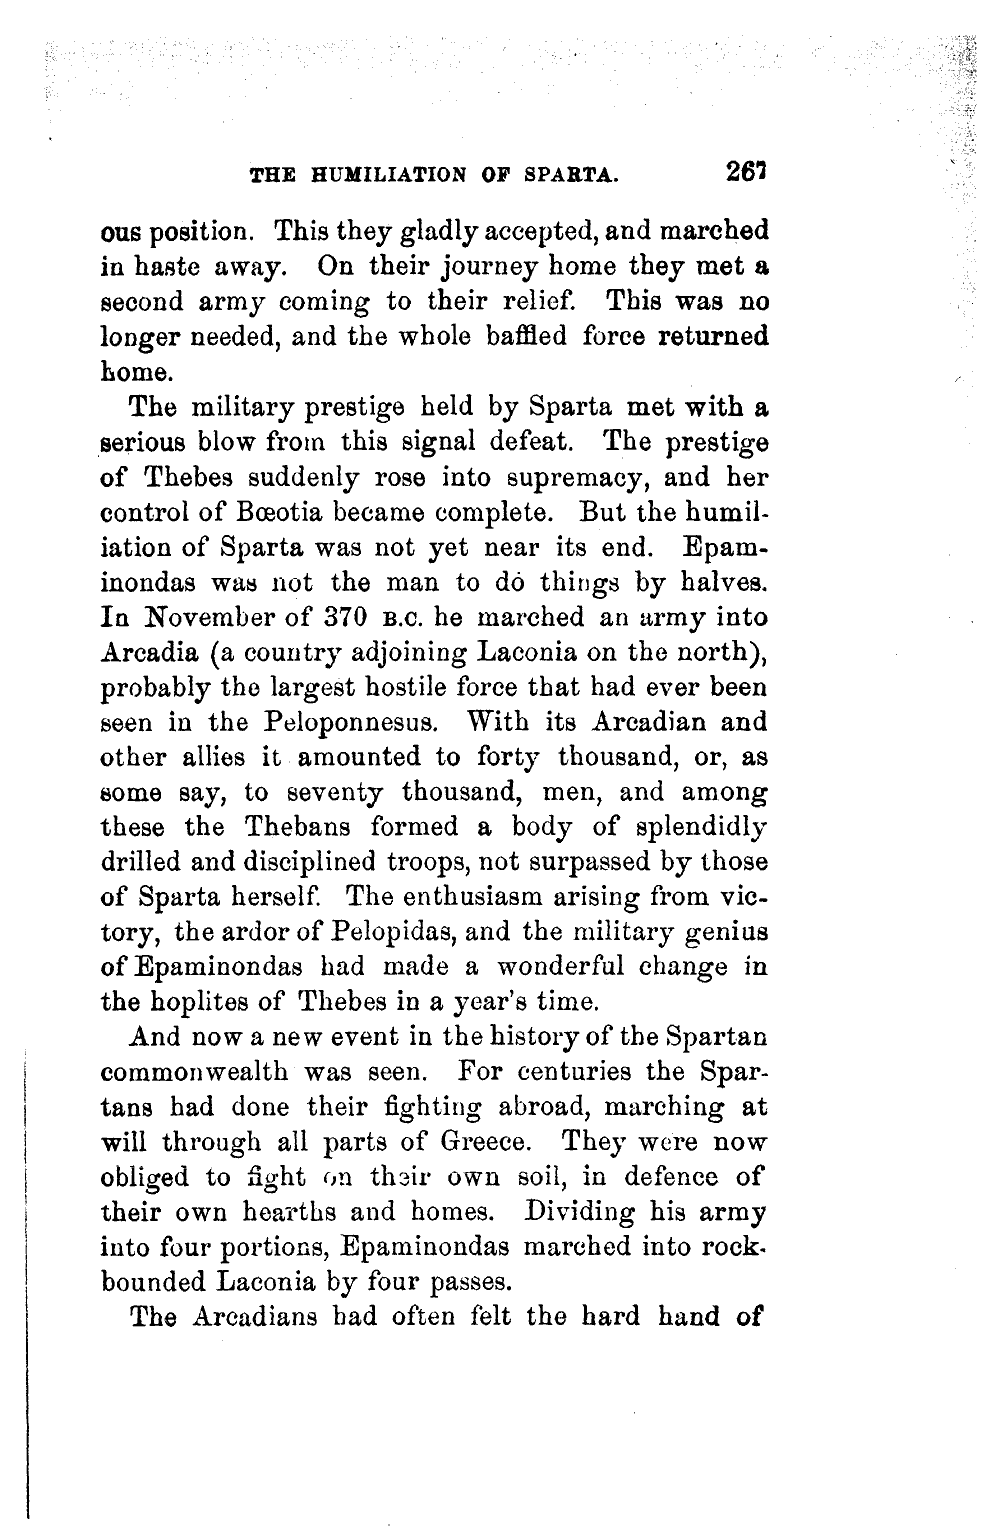 THE HUMILIATION OF SPARTA. 267
ous position. This they gladly accepted, and marched
in haste away. On their journey home they met a
second army coming to their relief. This was no
longer needed, and the whole baffled force returned
home.
The military prestige held by Sparta met with a
serious blow from this signal defeat. The prestige
of Thebes suddenly rose into supremacy, and her
control of Bœotia became complete. But the humil-
iation of Sparta was not yet near its end. Epam-
inondas was not the man to do things by halves.
In November of 370 B.C. he marched an army into
Arcadia (a country adjoining Laconia on the north),
probably the largest hostile force that had ever been
seen in the Peloponnesus. With its Arcadian and
other allies it amounted to forty thousand, or, as
some say, to seventy thousand, men, and among
these the Thebans formed a body of splendidly
drilled and disciplined troops, not surpassed by those
of Sparta herself. The enthusiasm arising from vic-
tory, the ardor of Pelopidas, and the military genius
of Epaminondas had made a wonderful change in
the hoplites of Thebes in a year's time.
And now a new event in the history of the Spartan
commonwealth was seen. For centuries the Spar-
tans had done their fighting abroad, marching at
will through all parts of Greece. They were now
obliged to fight on their own soil, in defence of
their own hearths and homes. Dividing his army
into four portions, Epaminondas marched into rock-
bounded Laconia by four passes.
The Arcadians had often felt the hard hand of